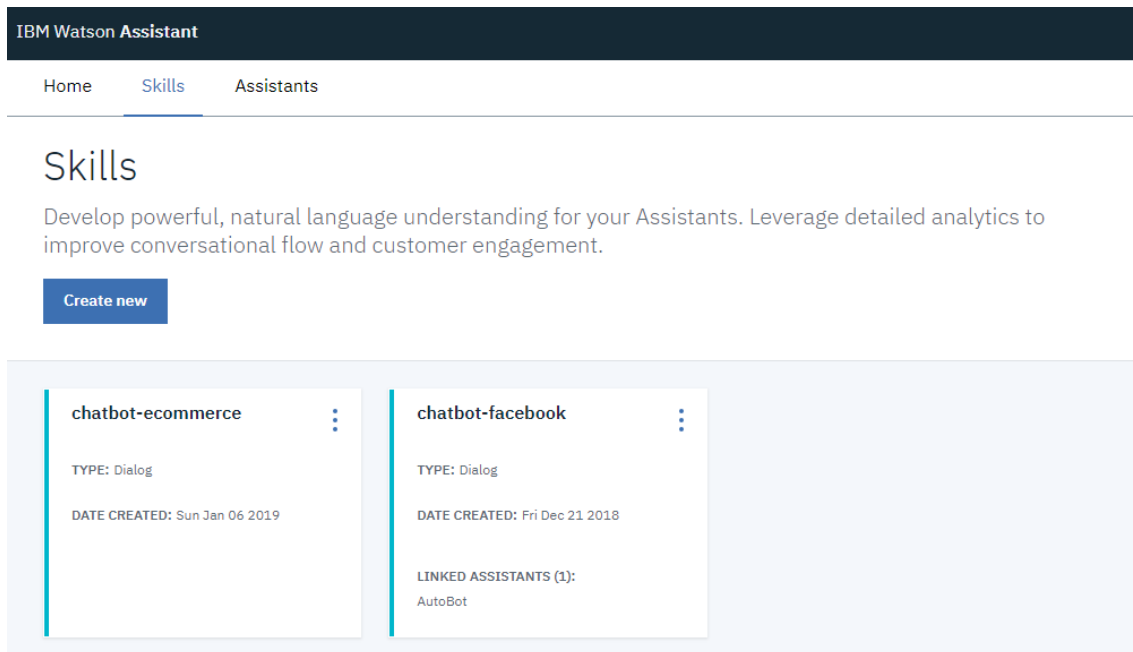 IBM Watson Assistant
Home Skills Assistants
Skills
Develop powerful, natural language understanding for your Assistants. Leverage detailed analytics to
improve conversational flow and customer engagement.
Create new
chatbot-ecommerce
TYPE: Dialog
DATE CREATED: Sun Jan 06 2019
chatbot-facebook
TYPE: Dialog
DATE CREATED: Fri Dec 21 2018
LINKED ASSISTANTS (1):
AutoBot